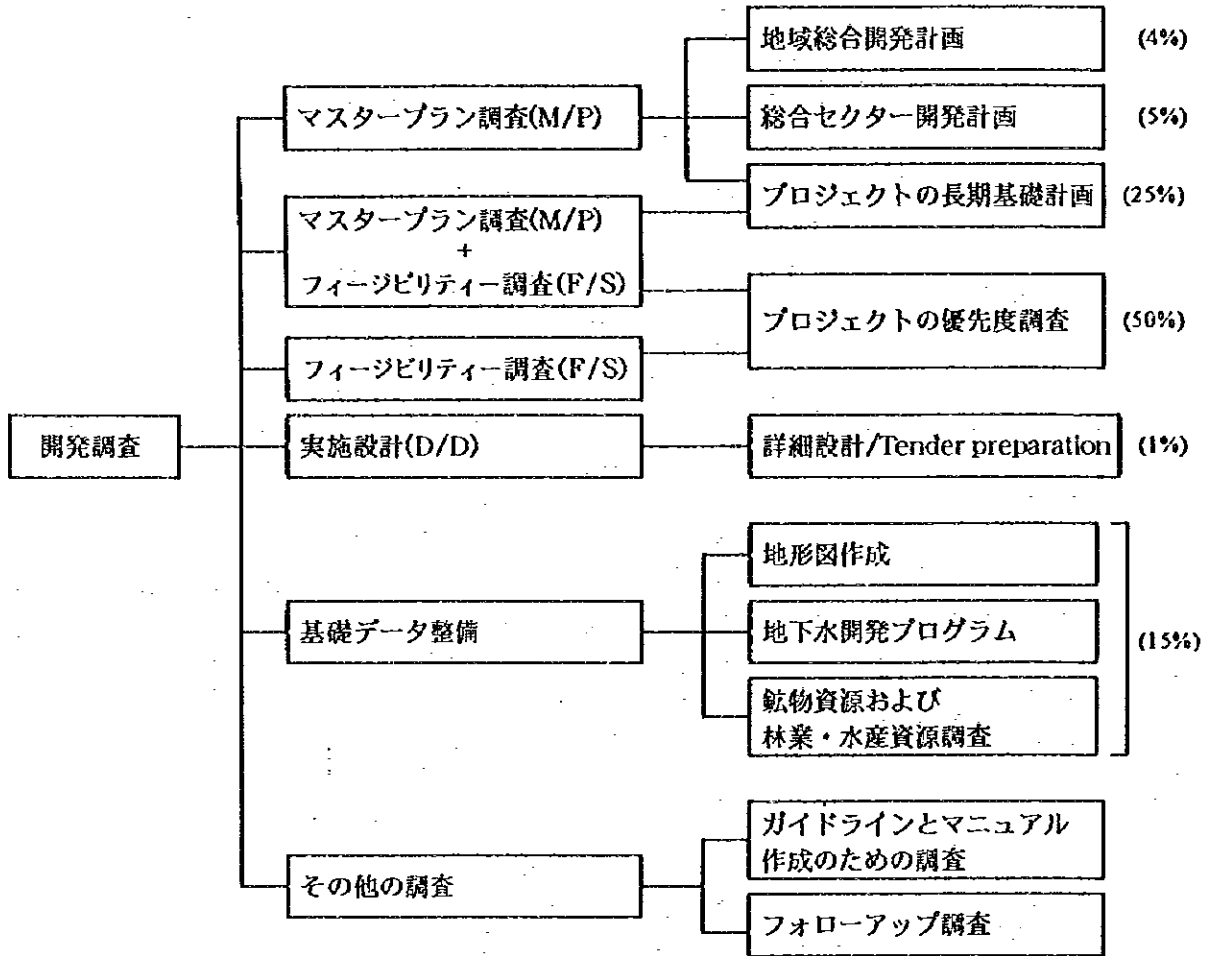 開発調査
マスタープラン調査(M/P)
地域総合開発計画 (4%)
総合セクター開発計画 (5%)
プロジェクトの長期基礎計画 (25%)
マスタープラン調査(M/P)
+
フィージビリティー調査(F/S)
プロジェクトの優先度調査 (50%)
フィージビリティー調査(F/S)
実施設計(D/D)
詳細設計/Tender preparation (1%)
基礎データ整備
地形図作成
地下水開発プログラム
鉱物資源および
林業・水産資源調査
(15%)
その他の調査
ガイドラインとマニュアル
作成のための調査
フォローアップ調査